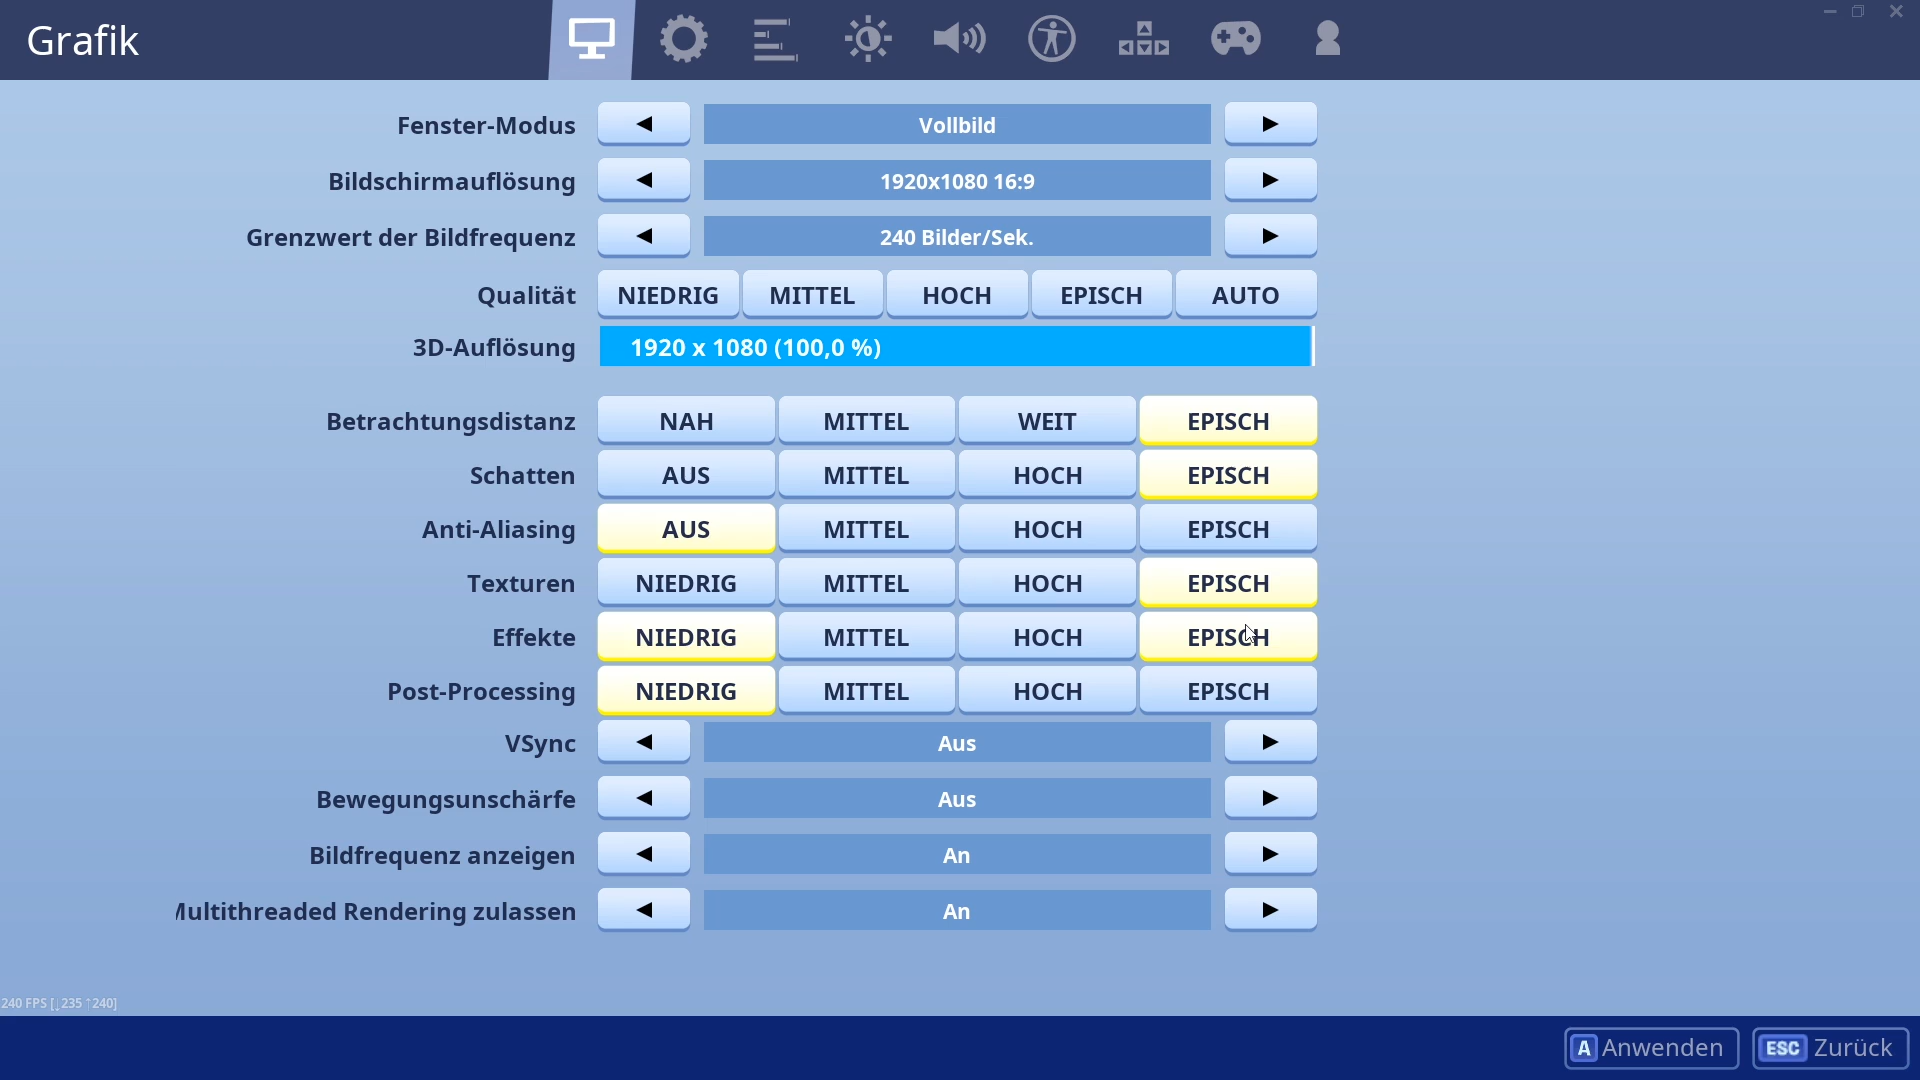 Grafik
Fenster-Modus Vollbild
Bildschirmauflösung 1920x1080 16:9
Grenzwert der Bildfrequenz 240 Bilder/Sek.
Qualität NIEDRIG MITTEL HOCH EPISCH AUTO
3D-Auflösung 1920 x 1080 (100,0 %)
Betrachtungsdistanz NAH MITTEL WEIT EPISCH
Schatten AUS MITTEL HOCH EPISCH
Anti-Aliasing AUS MITTEL HOCH EPISCH
Texturen NIEDRIG MITTEL HOCH EPISCH
Effekte NIEDRIG MITTEL HOCH EPISCH
Post-Processing NIEDRIG MITTEL HOCH EPISCH
VSync Aus
Bewegungsunschärfe Aus
Bildfrequenz anzeigen An
Multithreaded Rendering zulassen An
240 FPS [↓235 ↑240]
A Anwenden ESC Zurück